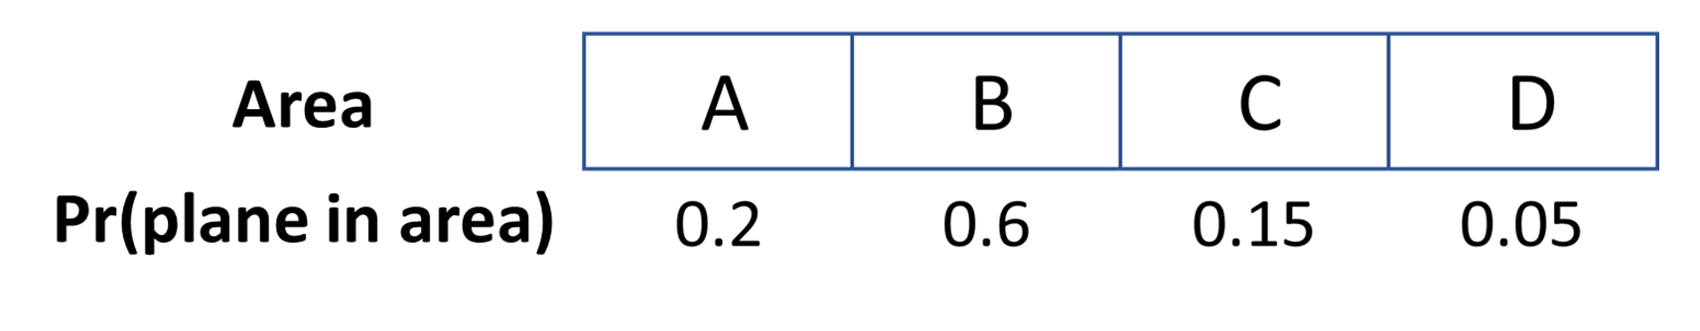 Area A B C D
Pr(plane in area) 0.2 0.6 0.15 0.05